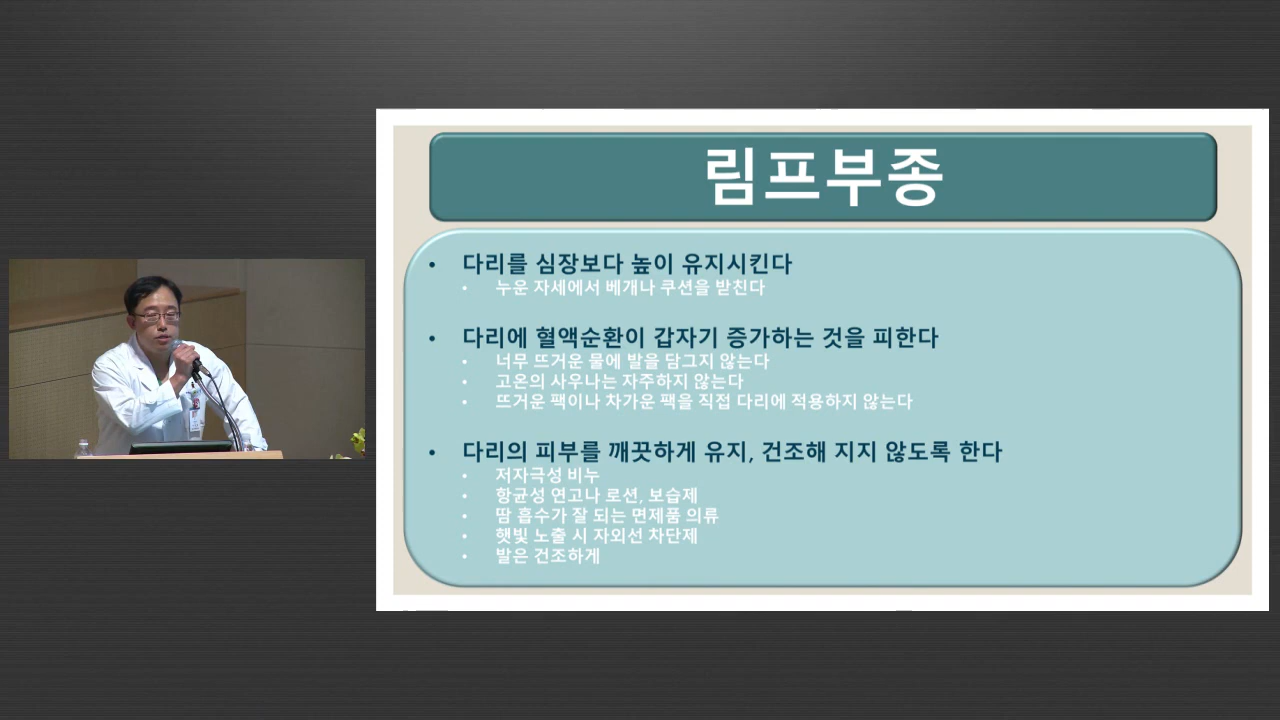 림프부종
• 다리를 심장보다 높이 유지시킨다
• 누운 자세에서 베개나 쿠션을 받친다
• 다리에 혈액순환이 갑자기 증가하는 것을 피한다
• 너무 뜨거운 물에 발을 담그지 않는다
• 고온의 사우나는 자주하지 않는다
• 뜨거운 팩이나 차가운 팩을 직접 다리에 적용하지 않는다
• 다리의 피부를 깨끗하게 유지, 건조해 지지 않도록 한다
• 저자극성 비누
• 항균성 연고나 로션, 보습제
• 땀 흡수가 잘 되는 면제품 의류
• 햇빛 노출 시 자외선 차단제
• 발은 건조하게